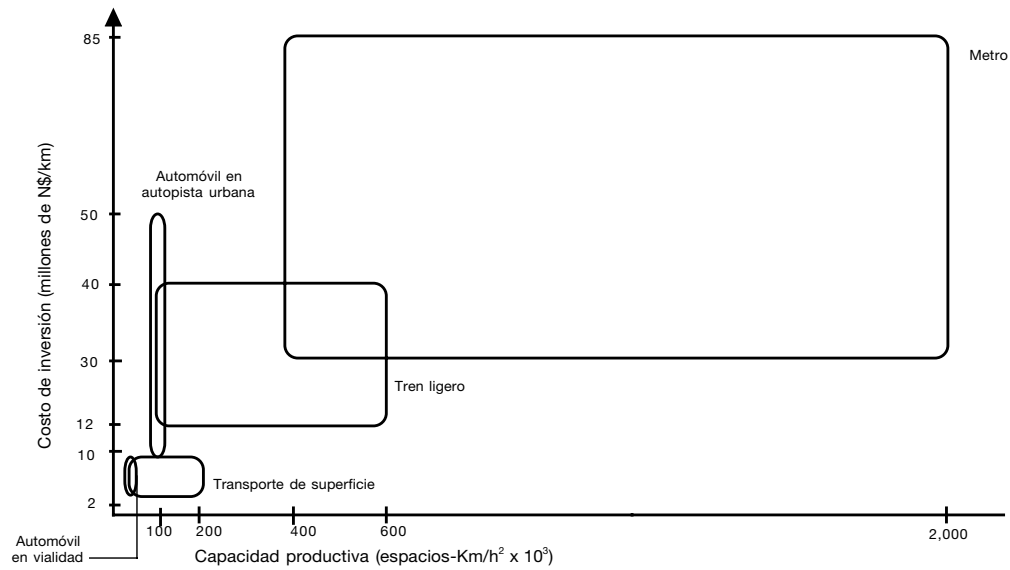 85
Metro
Automóvil en
autopista urbana
50
40
30
Tren ligero
12
10
Transporte de superficie
2
Costo de inversión (millones de N$/km)
100 200 400 600 2,000
Automóvil
en vialidad
Capacidad productiva (espacios-Km/h² x 10³)